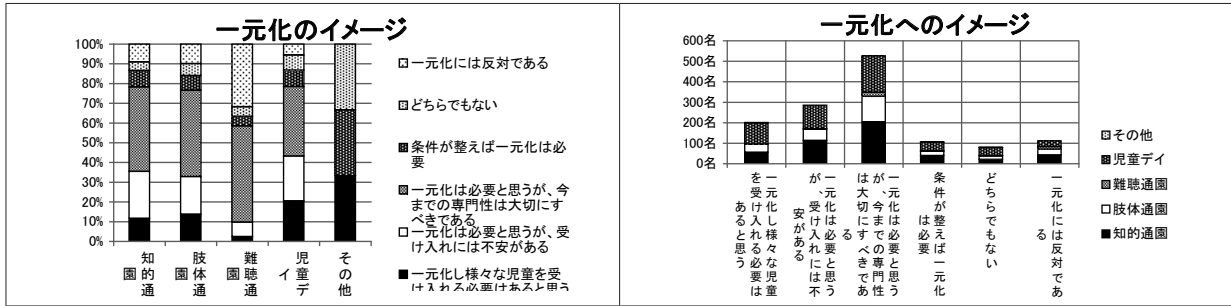 一元化のイメージ
100%
90%
80%
70%
60%
50%
40%
30%
20%
10%
0%
知的通
園
肢体通
園
難聴通
園
児童デ
イ
その他
一元化には反対である
どちらでもない
条件が整えば一元化は必
要
一元化は必要と思うが、今
までの専門性は大切にす
べきである
一元化は必要と思うが、受
け入れには不安がある
一元化し様々な児童を受
け入れる必要はあると思う
一元化へのイメージ
600名
500名
400名
300名
200名
100名
0名
一元化し様々な児童
を受け入れる必要は
あると思う
一元化は必要と思う
が、受け入れには不
安がある
一元化は必要と思う
が、今までの専門性
は大切にすべきであ
る
条件が整えば一元化
は必要
どちらでもない
一元化には反対であ
る
その他
児童デイ
難聴通園
肢体通園
知的通園